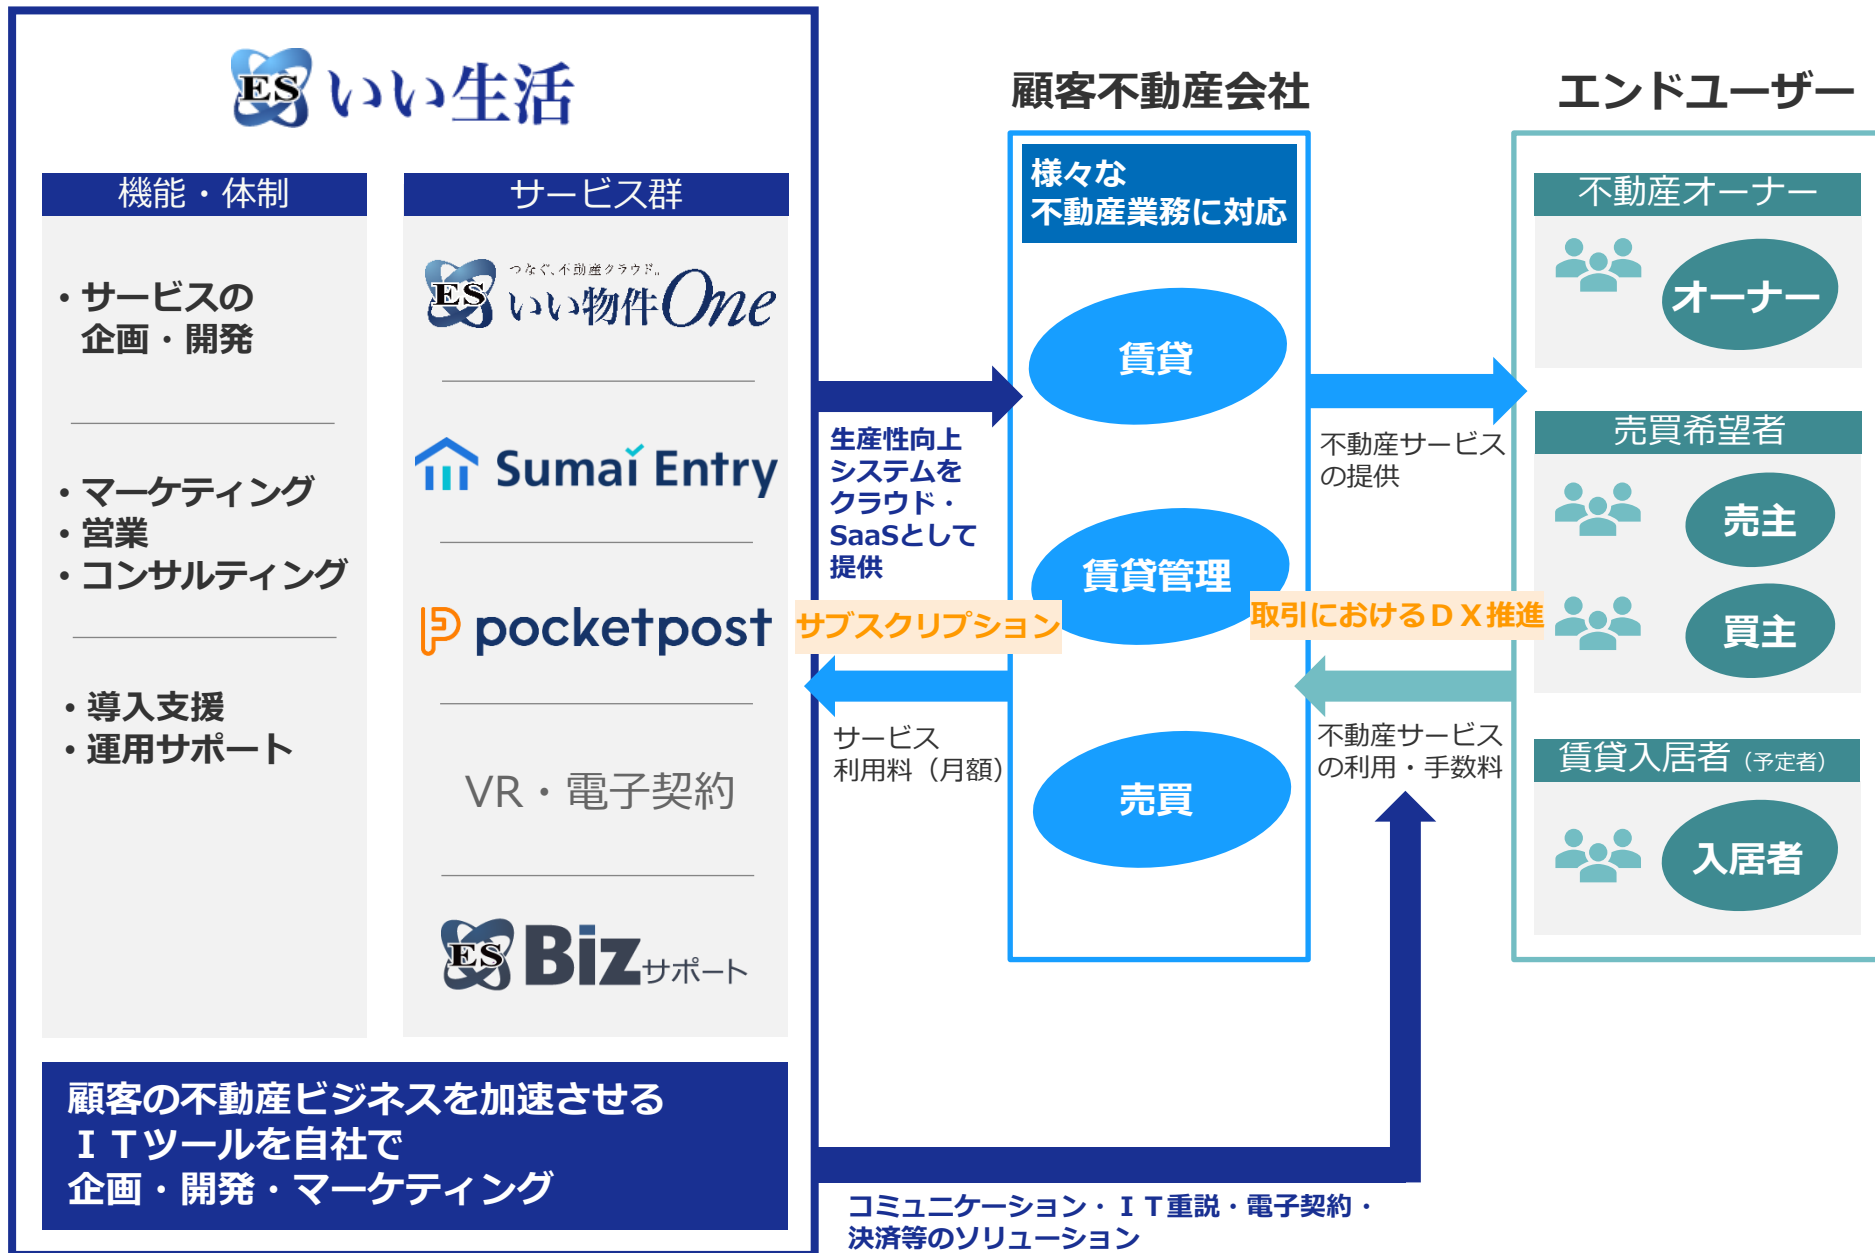 ES いい生活
機能・体制
・サービスの
企画・開発
・マーケティング
・営業
・コンサルティング
・導入支援
・運用サポート
サービス群
つなぐ、不動産クラウド。
ES いい物件One
Sumai Entry
pocketpost
VR・電子契約
ES Bizサポート
顧客の不動産ビジネスを加速させる
ＩＴツールを自社で
企画・開発・マーケティング
生産性向上
システムを
クラウド・
SaaSとして
提供
サブスクリプション
サービス
利用料（月額）
顧客不動産会社
様々な
不動産業務に対応
賃貸
賃貸管理
売買
不動産サービス
の提供
取引におけるＤＸ推進
不動産サービス
の利用・手数料
コミュニケーション・ＩＴ重説・電子契約・
決済等のソリューション
エンドユーザー
不動産オーナー
オーナー
売買希望者
売主
買主
賃貸入居者（予定者）
入居者